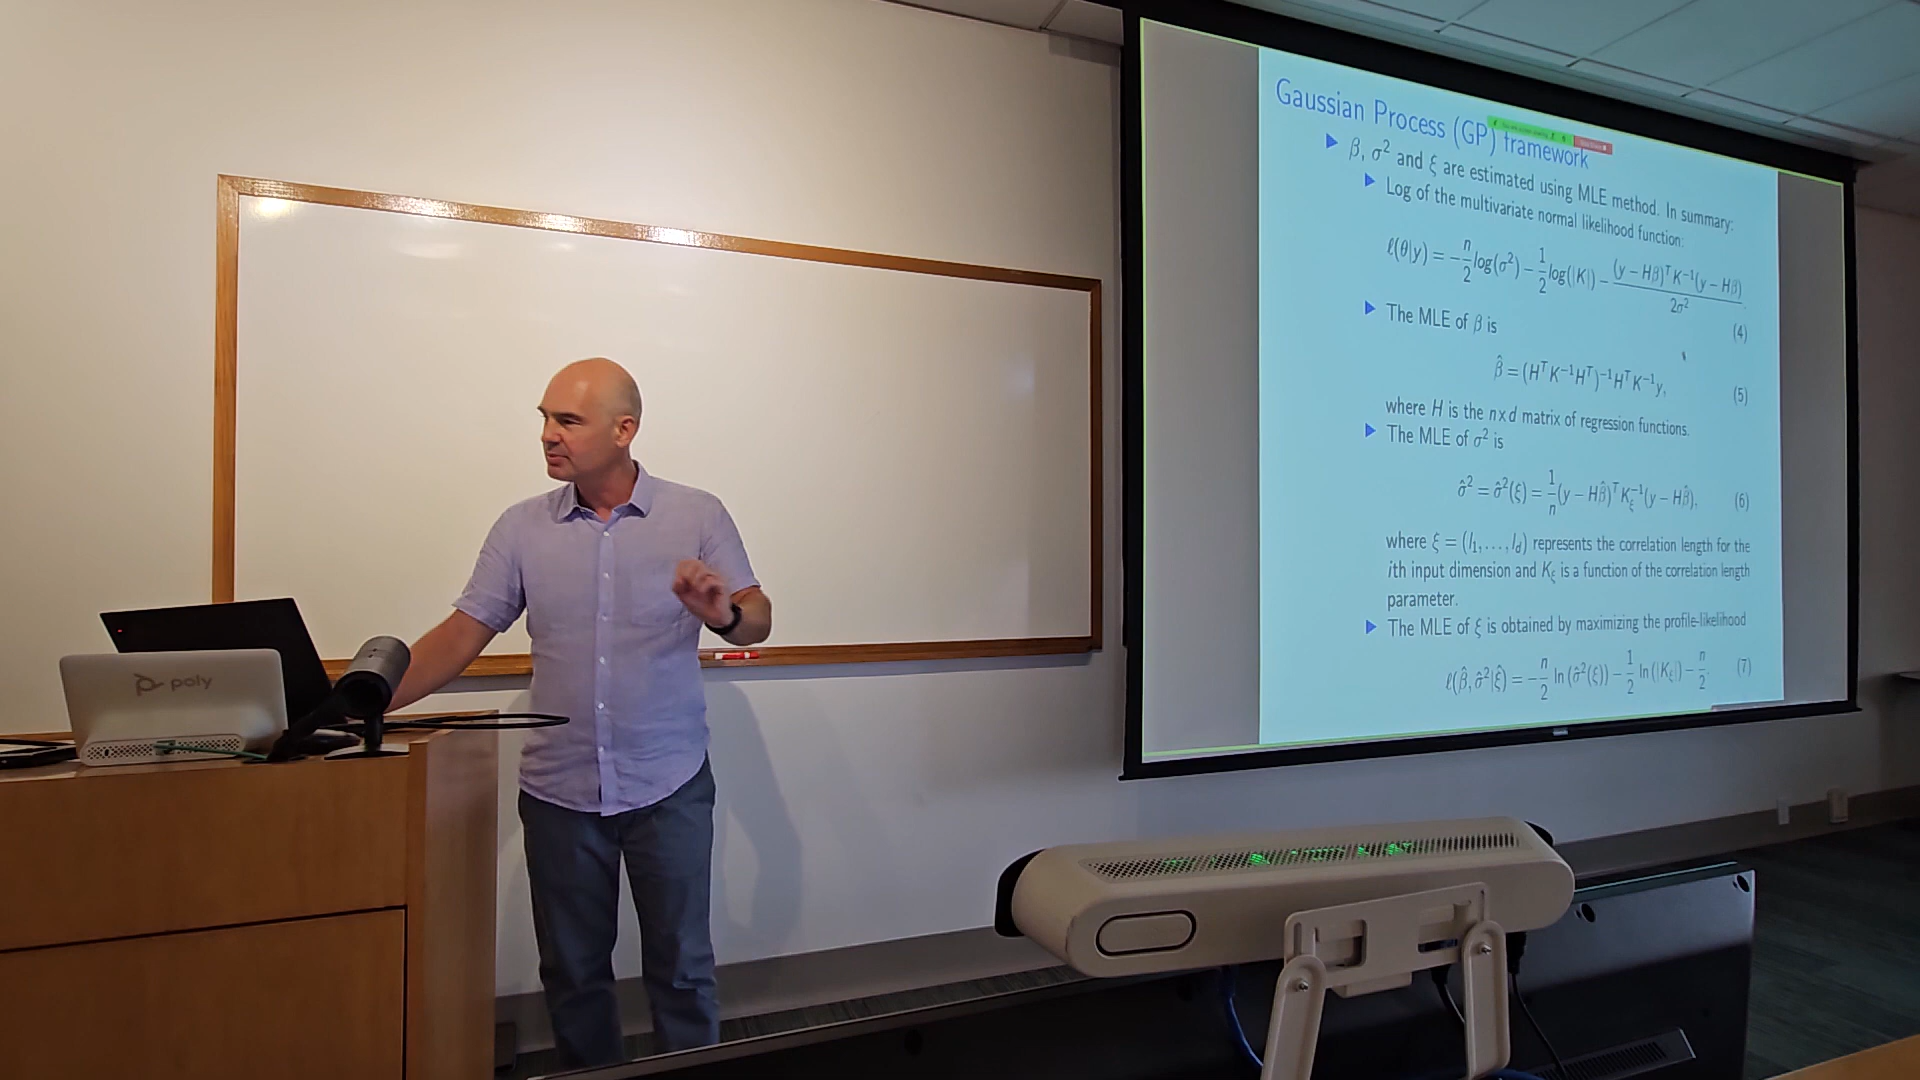 poly
Gaussian Process (GP) framework
β, σ² and ξ are estimated using MLE method. In summary:
Log of the multivariate normal likelihood function:
ℓ(θ|y) = −n/2 log(σ²) − 1/2 log(|K|) − (y − Hβ)ᵀK⁻¹(y − Hβ)/2σ²
(4)
The MLE of β is
β̂ = (HᵀK⁻¹Hᵀ)⁻¹HᵀK⁻¹y, (5)
where H is the n×d matrix of regression functions.
The MLE of σ² is
σ̂² = σ̂²(ξ) = 1/n (y − Hβ̂)ᵀK_ξ⁻¹(y − Hβ̂), (6)
where ξ = (l₁, . . . , l_d) represents the correlation length for the
ith input dimension and K_ξ is a function of the correlation length
parameter.
The MLE of ξ is obtained by maximizing the profile-likelihood
ℓ(β̂, σ̂²|ξ̂) = −n/2 ln(σ̂²(ξ)) − 1/2 ln(|K_ξ|) − n/2 (7)